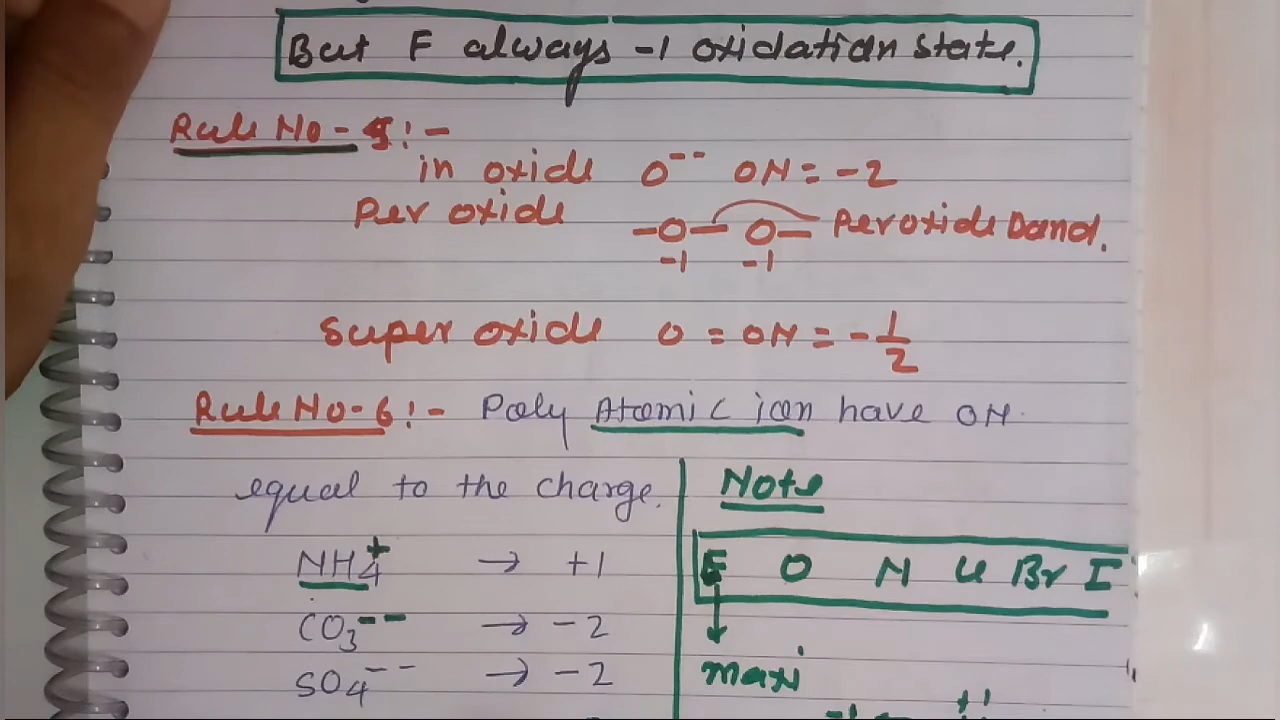 But F always -1 oxidation state.
Rule No - 5 : -
in oxide O-- ON = -2
Per oxide -O-O- Peroxide Bond.
-1 -1
Super oxide O = ON = -1/2
Rule No-6 : - Poly Atomic ion have ON.
equal to the charge.
NH4+ → +1
CO3-- → -2
SO4-- → -2
Note
F O N Cl Br I
↓
maxi
-1 +1